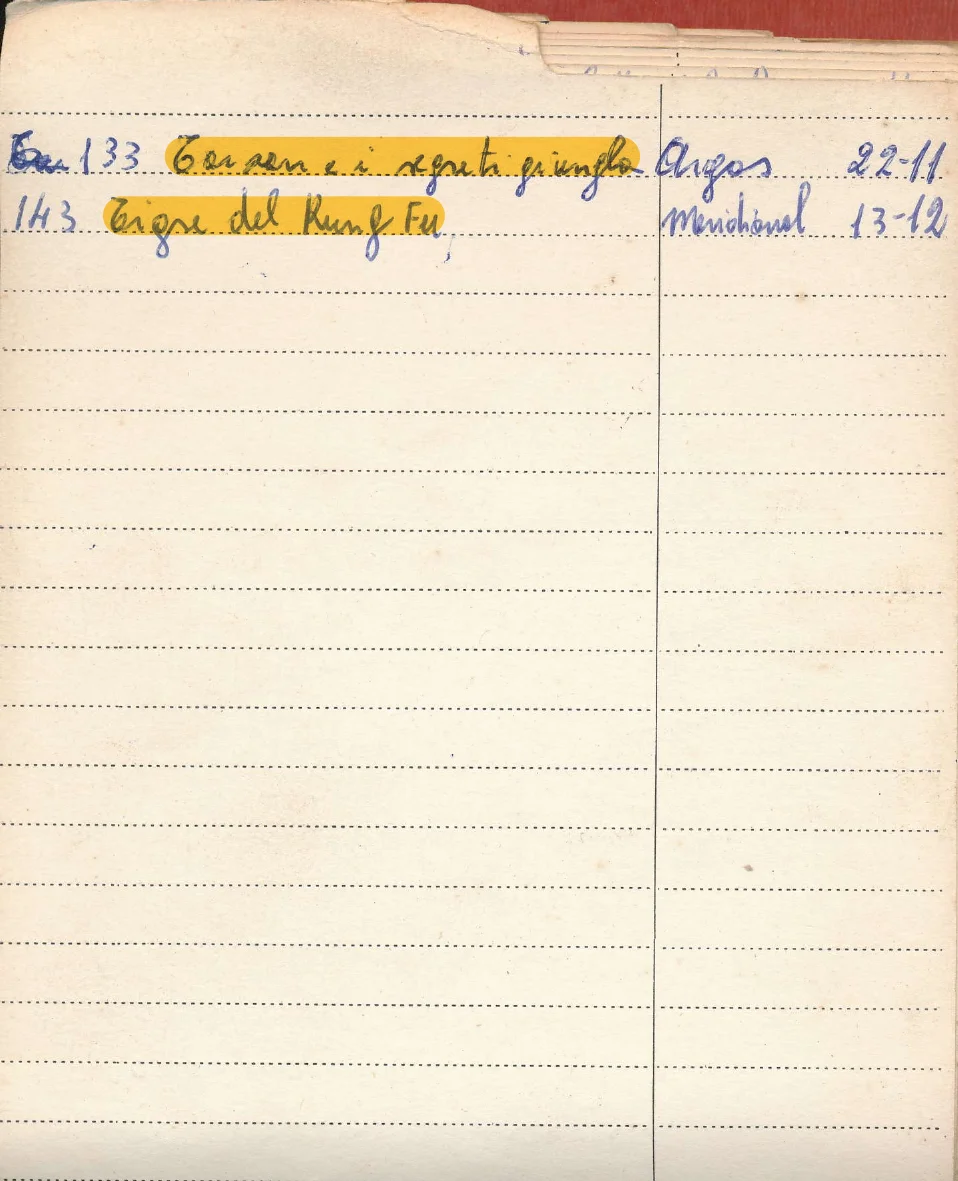 133 Tarzan e i segreti giungla Argos 22-11
143 Tigre del Kung Fu Meridional 13-12